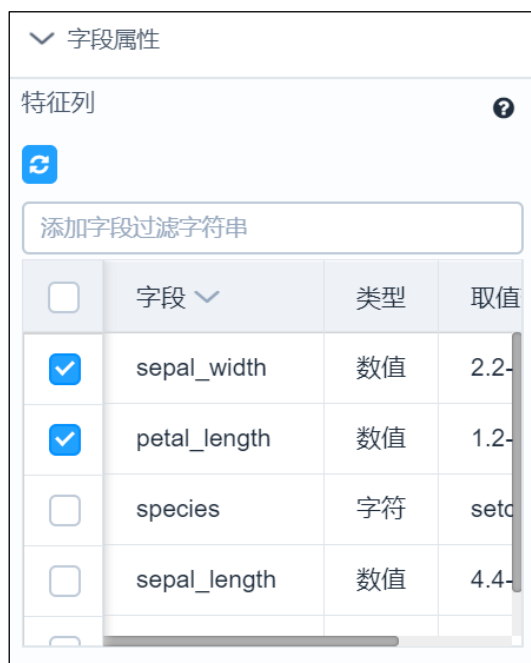 字段属性
特征列
添加字段过滤字符串
字段 类型 取值
sepal_width 数值 2.2-
petal_length 数值 1.2-
species 字符 seto
sepal_length 数值 4.4-